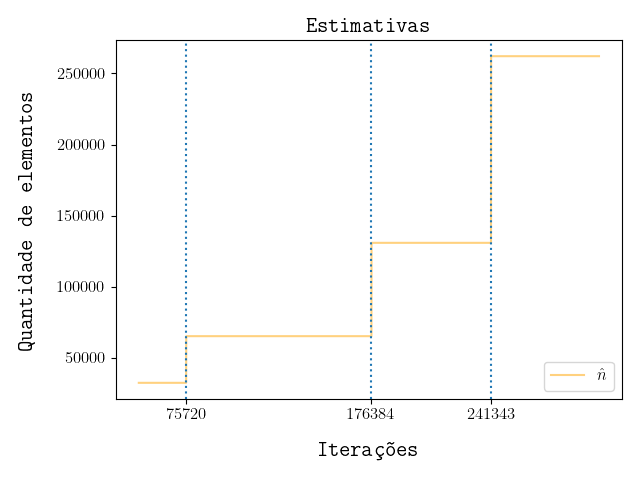 Estimativas
Quantidade de elementos
250000
200000
150000
100000
50000
n̂
75720
176384
241343
Iterações